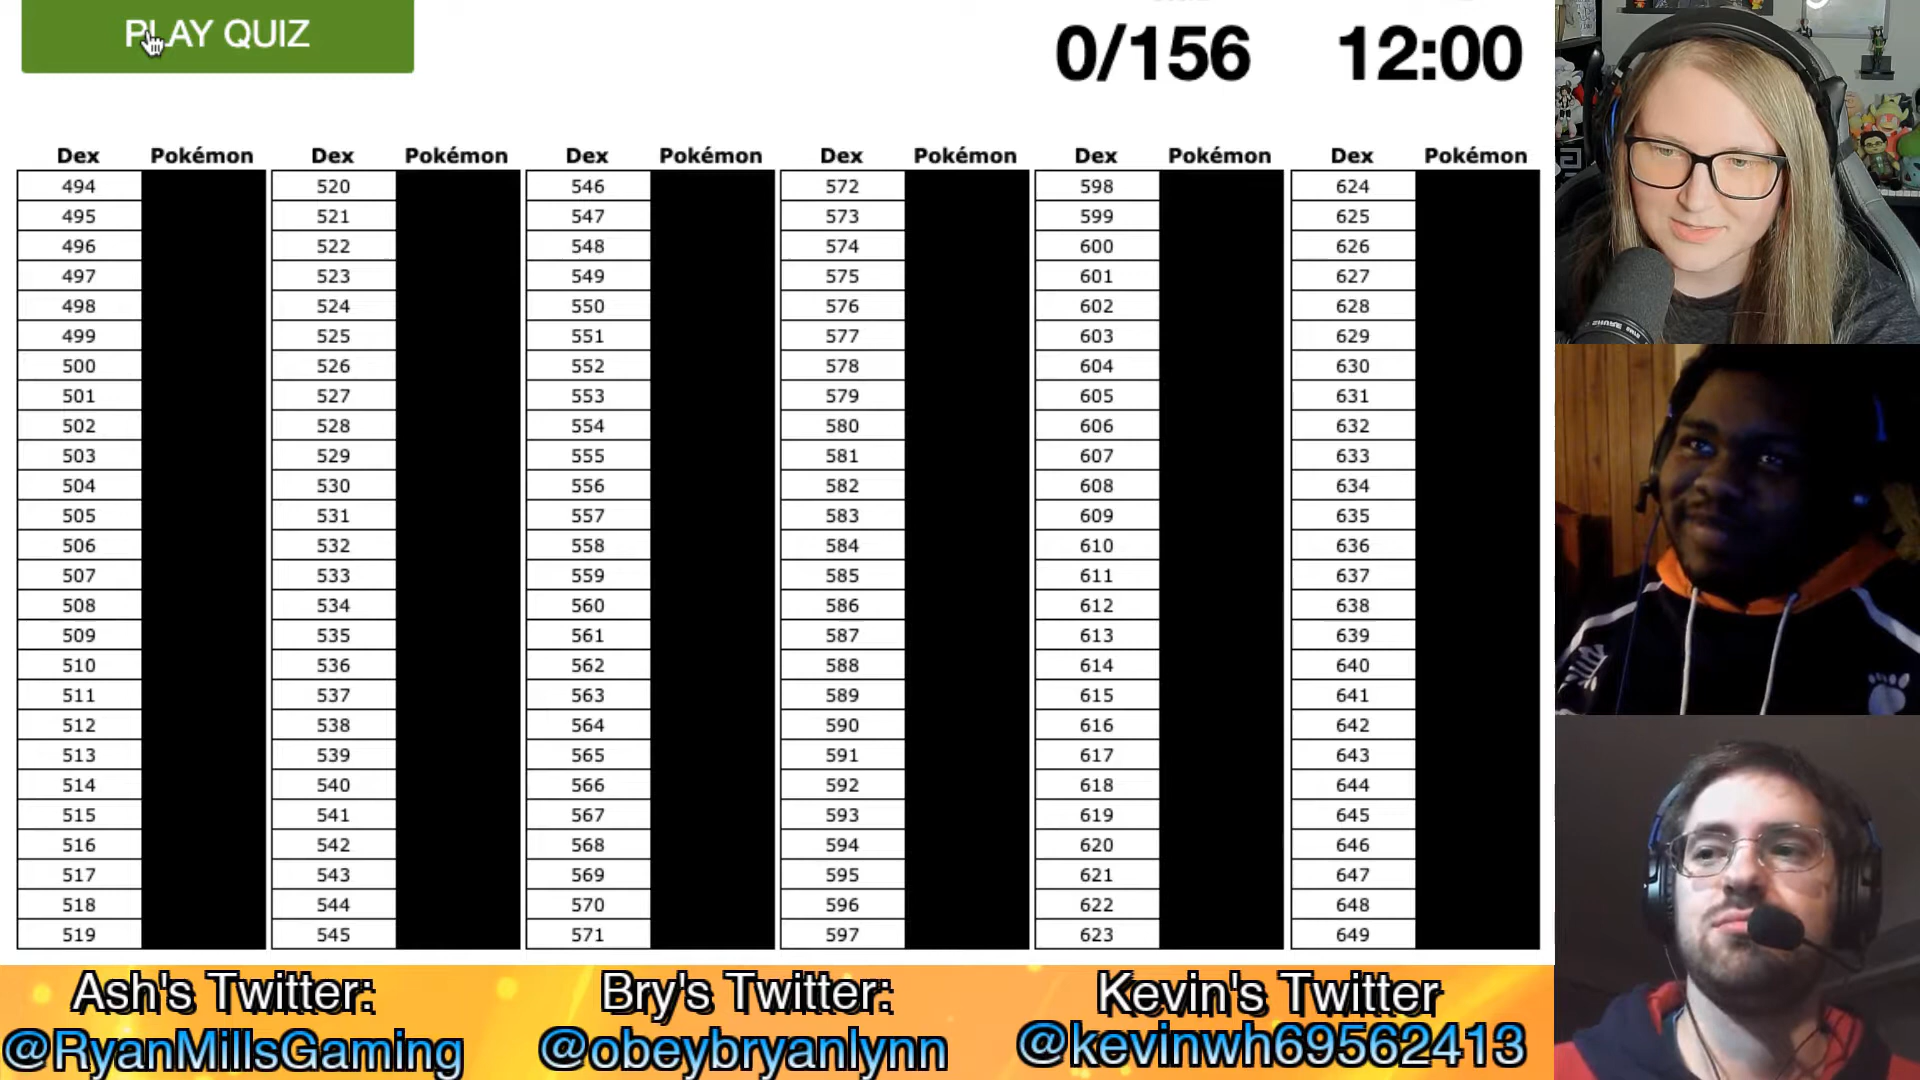 PLAY QUIZ
0/156 12:00
Dex Pokémon Dex Pokémon Dex Pokémon Dex Pokémon Dex Pokémon Dex Pokémon
494 520 546 572 598 624
495 521 547 573 599 625
496 522 548 574 600 626
497 523 549 575 601 627
498 524 550 576 602 628
499 525 551 577 603 629
500 526 552 578 604 630
501 527 553 579 605 631
502 528 554 580 606 632
503 529 555 581 607 633
504 530 556 582 608 634
505 531 557 583 609 635
506 532 558 584 610 636
507 533 559 585 611 637
508 534 560 586 612 638
509 535 561 587 613 639
510 536 562 588 614 640
511 537 563 589 615 641
512 538 564 590 616 642
513 539 565 591 617 643
514 540 566 592 618 644
515 541 567 593 619 645
516 542 568 594 620 646
517 543 569 595 621 647
518 544 570 596 622 648
519 545 571 597 623 649
Ash's Twitter: Bry's Twitter: Kevin's Twitter
@RyanMillsGaming @obeybryanlynn @kevinwh69562413